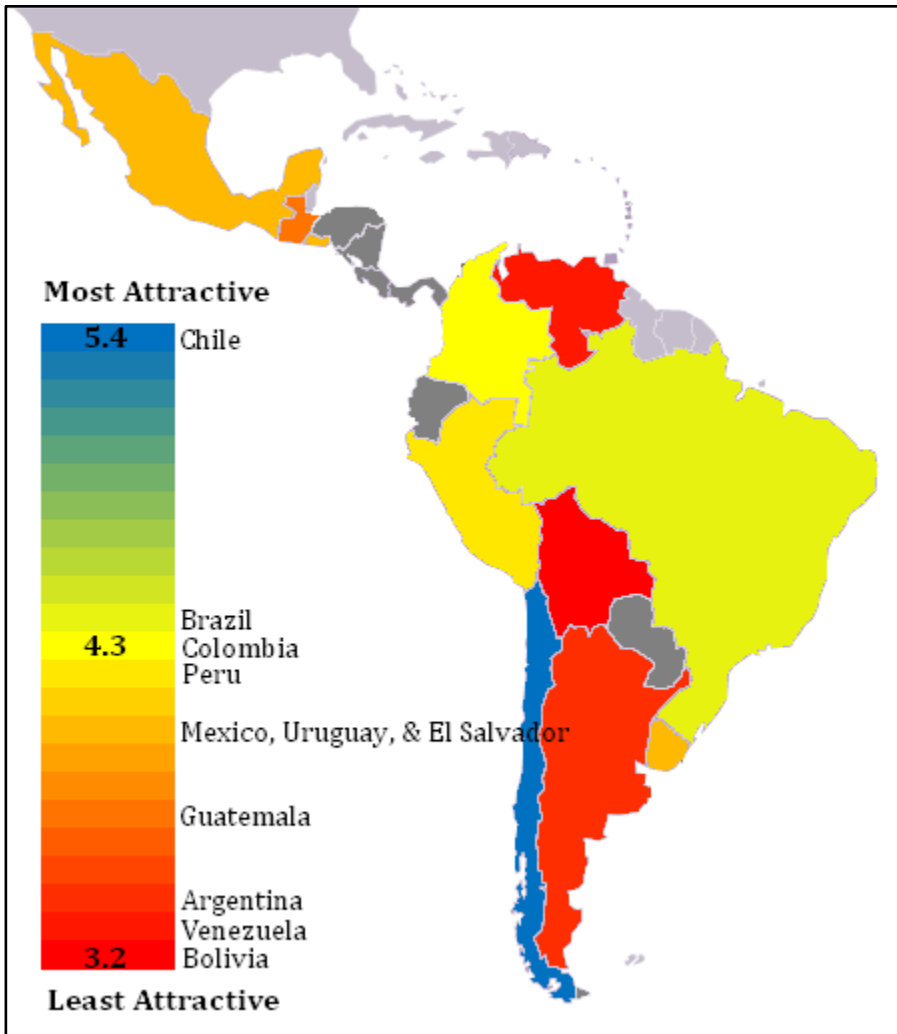 Most Attractive
5.4 Chile
Brazil
4.3 Colombia
Peru
Mexico, Uruguay, & El Salvador
Guatemala
Argentina
Venezuela
3.2 Bolivia
Least Attractive